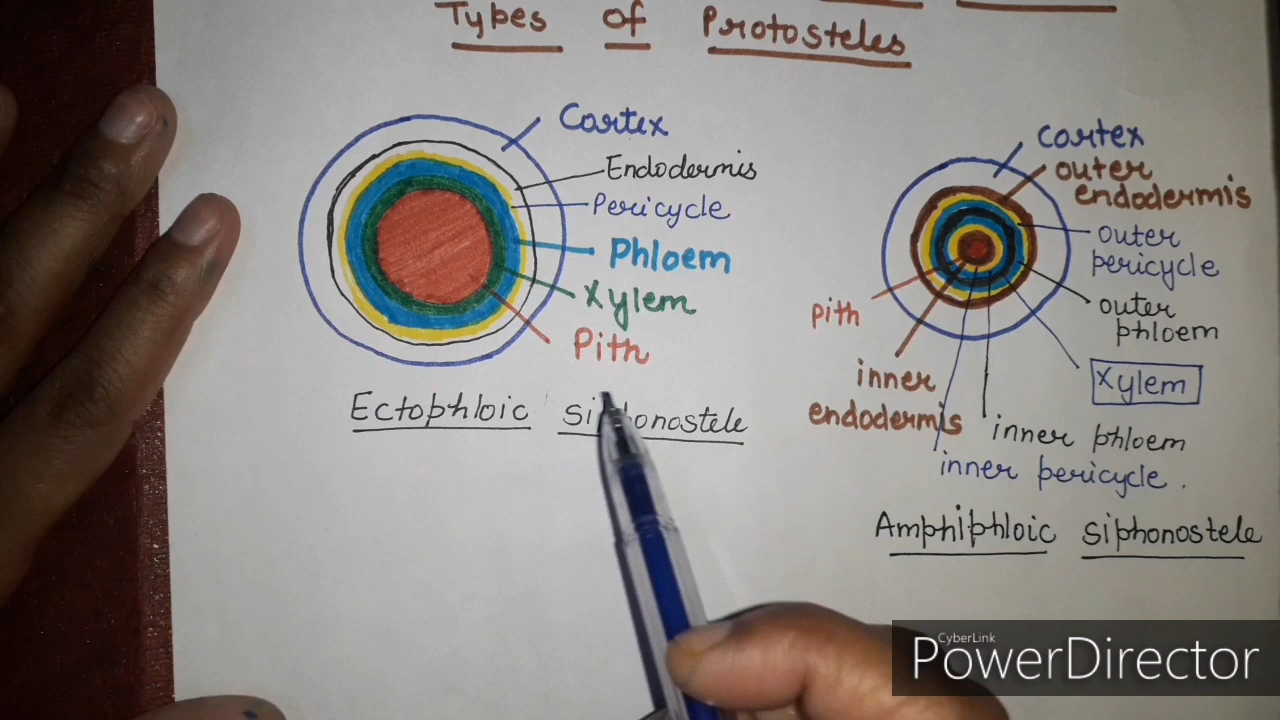 Types of Protosteles
Cortex
Endodermis
Pericycle
Phloem
Xylem
Pith
Ectophloic siphonostele
cortex
outer
endodermis
outer
pericycle
outer
phloem
Xylem
pith
inner
endodermis
inner phloem
inner pericycle.
Amphiphloic siphonostele
CyberLink
PowerDirector